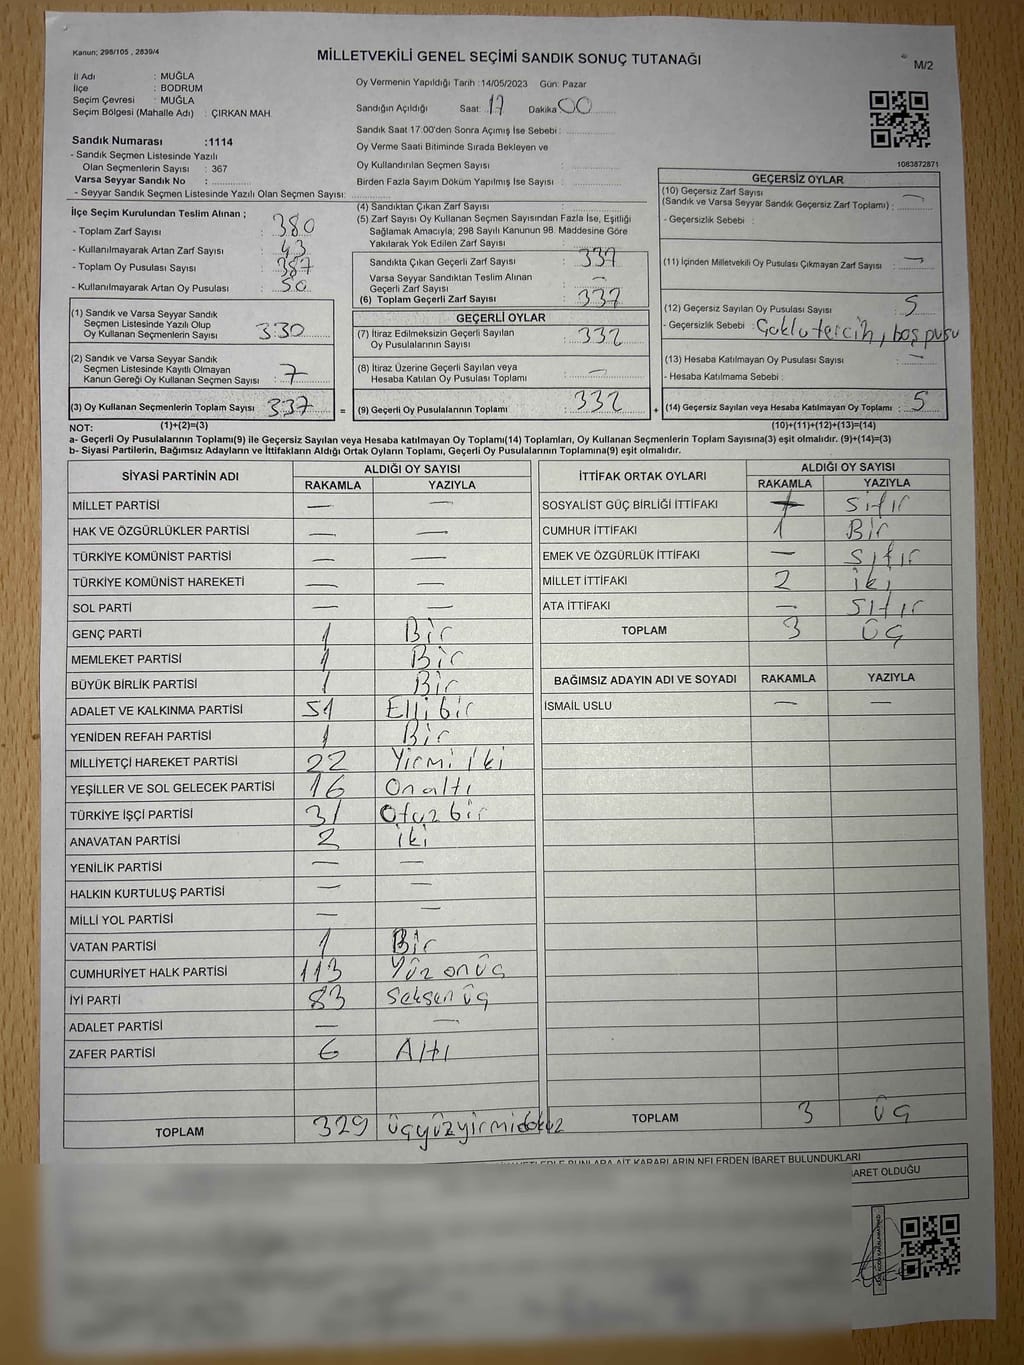 Kanun; 298/105 , 2839/4
MİLLETVEKİLİ GENEL SEÇİMİ SANDIK SONUÇ TUTANAĞI
M/2
İl Adı : MUĞLA
İlçe : BODRUM
Seçim Çevresi : MUĞLA
Seçim Bölgesi (Mahalle Adı) : ÇIRKAN MAH
Sandık Numarası :1114
- Sandık Seçmen Listesinde Yazılı
Olan Seçmenlerin Sayısı : 367
Varsa Seyyar Sandık No :
- Seyyar Sandık Seçmen Listesinde Yazılı Olan Seçmen Sayısı:
Oy Vermenin Yapıldığı Tarih :14/05/2023 Gün: Pazar
Sandığın Açıldığı Saat: 17 Dakika 00
Sandık Saat 17.00'den Sonra Açımış İse Sebebi :
Oy Verme Saati Bitiminde Sırada Bekleyen ve
Oy Kullandırılan Seçmen Sayısı :
Birden Fazla Sayım Döküm Yapılmış İse Sayısı :
1083872871
İlçe Seçim Kurulundan Teslim Alınan ;
- Toplam Zarf Sayısı : 380
- Kullanılmayarak Artan Zarf Sayısı : 43
- Toplam Oy Pusulası Sayısı : 387
- Kullanılmayarak Artan Oy Pusulası : 50
(1) Sandık ve Varsa Seyyar Sandık
Seçmen Listesinde Yazılı Olup
Oy Kullanan Seçmenlerin Sayısı 330
(2) Sandık ve Varsa Seyyar Sandık
Seçmen Listesinde Kayıtlı Olmayan
Kanun Gereği Oy Kullanan Seçmen Sayısı : 7
(3) Oy Kullanan Seçmenlerin Toplam Sayısı 337 =
(4) Sandıktan Çıkan Zarf Sayısı :
(5) Zarf Sayısı Oy Kullanan Seçmen Sayısından Fazla İse, Eşitliği
Sağlamak Amacıyla; 298 Sayılı Kanunun 98. Maddesine Göre
Yakılarak Yok Edilen Zarf Sayısı :
Sandıkta Çıkan Geçerli Zarf Sayısı : 337
Varsa Seyyar Sandıktan Teslim Alınan
Geçerli Zarf Sayısı : —
(6) Toplam Geçerli Zarf Sayısı : 337
GEÇERLİ OYLAR
(7) İtiraz Edilmeksizin Geçerli Sayılan
Oy Pusulalarının Sayısı : 332
(8) İtiraz Üzerine Geçerli Sayılan veya
Hesaba Katılan Oy Pusulası Toplamı : —
(9) Geçerli Oy Pusulalarının Toplamı : 332 +
GEÇERSİZ OYLAR
(10) Geçersiz Zarf Sayısı
(Sandık ve Varsa Seyyar Sandık Geçersiz Zarf Toplamı) : —
- Geçersizlik Sebebi :
(11) İçinden Milletvekili Oy Pusulası Çıkmayan Zarf Sayısı : —
(12) Geçersiz Sayılan Oy Pusulası Sayısı : 5
- Geçersizlik Sebebi : Çoklu tercih, boş pusu
(13) Hesaba Katılmayan Oy Pusulası Sayısı : —
- Hesaba Katılmama Sebebi :
(14) Geçersiz Sayılan veya Hesaba Katılmayan Oy Toplamı : 5
NOT: (1)+(2)=(3) (10)+(11)+(12)+(13)=(14)
a- Geçerli Oy Pusulalarının Toplamı(9) ile Geçersiz Sayılan veya Hesaba katılmayan Oy Toplamı(14) Toplamları, Oy Kullanan Seçmenlerin Toplam Sayısına(3) eşit olmalıdır. (9)+(14)=(3)
b- Siyasi Partilerin, Bağımsız Adayların ve İttifakların Aldığı Ortak Oyların Toplamı, Geçerli Oy Pusulalarının Toplamına(9) eşit olmalıdır.
SİYASİ PARTİNİN ADI ALDIĞI OY SAYISI
RAKAMLA YAZIYLA
MİLLET PARTİSİ — —
HAK VE ÖZGÜRLÜKLER PARTİSİ — —
TÜRKİYE KOMÜNİST PARTİSİ — —
TÜRKİYE KOMÜNİST HAREKETİ — —
SOL PARTİ — —
GENÇ PARTİ 1 Bir
MEMLEKET PARTİSİ 1 Bir
BÜYÜK BİRLİK PARTİSİ 1 Bir
ADALET VE KALKINMA PARTİSİ 51 Elli bir
YENİDEN REFAH PARTİSİ 1 Bir
MİLLİYETÇİ HAREKET PARTİSİ 22 Yirmi iki
YEŞİLLER VE SOL GELECEK PARTİSİ 16 On altı
TÜRKİYE İŞÇİ PARTİSİ 31 Otuz bir
ANAVATAN PARTİSİ 2 iki
YENİLİK PARTİSİ — —
HALKIN KURTULUŞ PARTİSİ — —
MİLLİ YOL PARTİSİ — —
VATAN PARTİSİ 1 Bir
CUMHURİYET HALK PARTİSİ 113 Yüz onüç
İYİ PARTİ 83 Seksen üç
ADALET PARTİSİ — —
ZAFER PARTİSİ 6 Altı
TOPLAM 329 üçyüzyirmidokuz
İTTİFAK ORTAK OYLARI ALDIĞI OY SAYISI
RAKAMLA YAZIYLA
SOSYALİST GÜÇ BİRLİĞİ İTTİFAKI sıfır
CUMHUR İTTİFAKI 1 Bir
EMEK VE ÖZGÜRLÜK İTTİFAKI — sıfır
MİLLET İTTİFAKI 2 iki
ATA İTTİFAKI — sıfır
TOPLAM 3 üç
BAĞIMSIZ ADAYIN ADI VE SOYADI RAKAMLA YAZIYLA
İSMAİL USLU — —
TOPLAM 3 üç
BUNLARA AİT KARARLARIN NELERDEN İBARET BULUNDUKLARI
BARET OLDUĞU